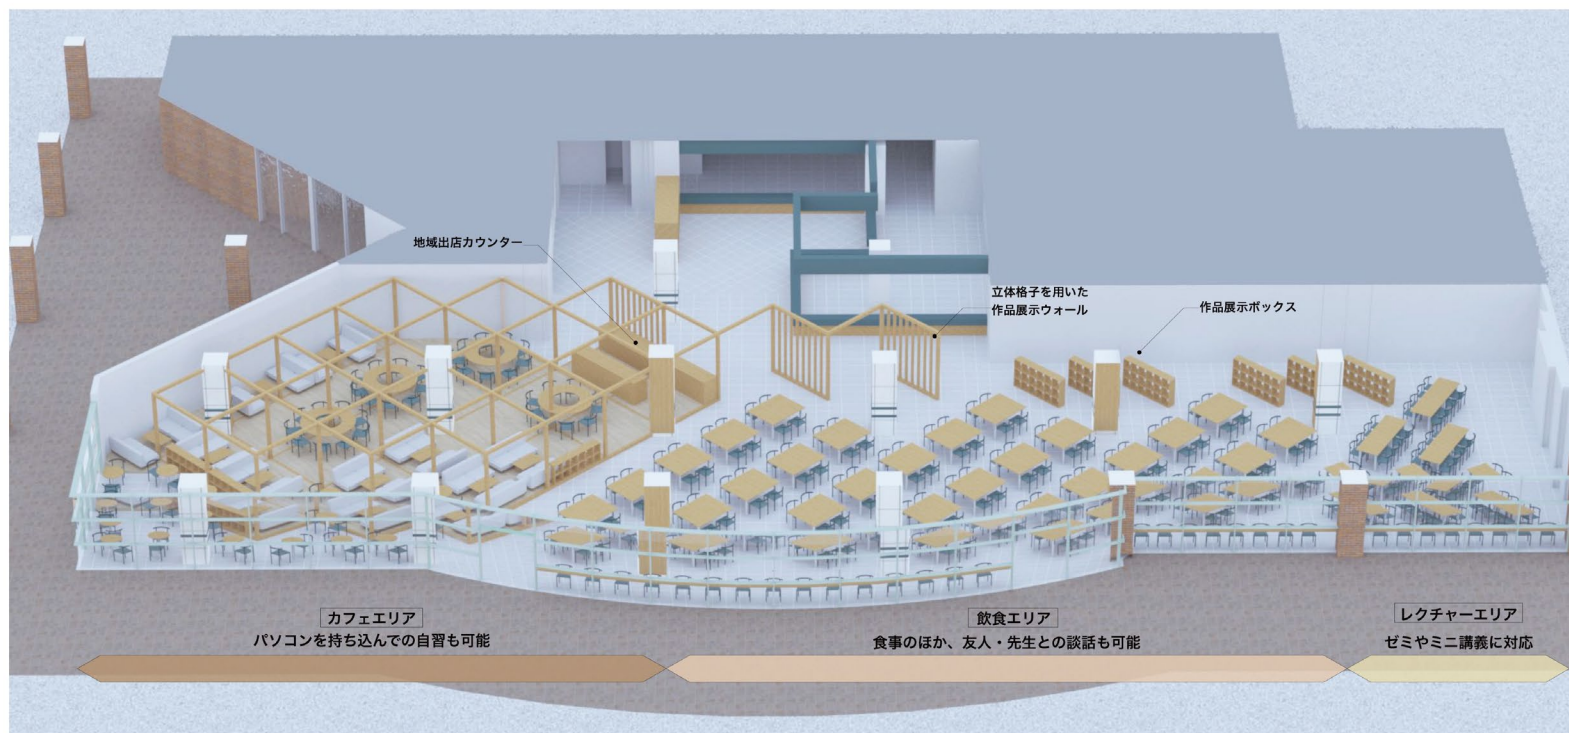 地域出店カウンター
立体格子を用いた
作品展示ウォール
作品展示ボックス
カフェエリア
パソコンを持ち込んでの自習も可能
飲食エリア
食事のほか、友人・先生との談話も可能
レクチャーエリア
ゼミやミニ講義に対応